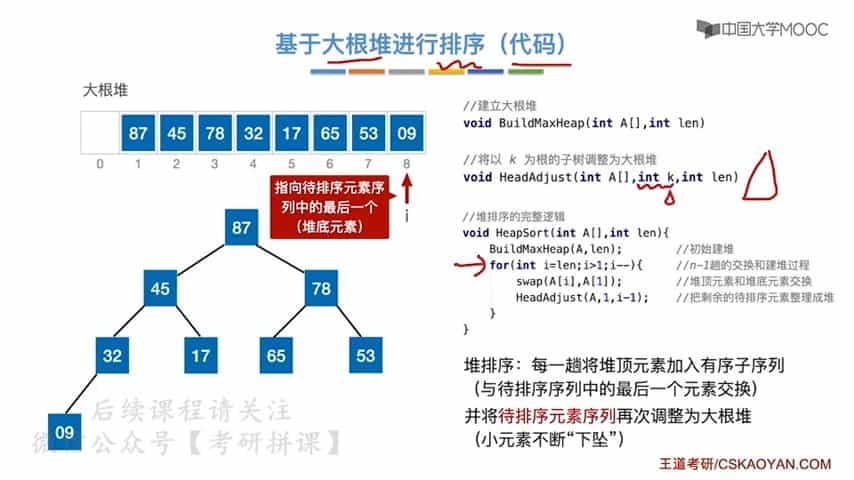 中国大学MOOC
基于大根堆进行排序（代码）
大根堆
87 45 78 32 17 65 53 09
0 1 2 3 4 5 6 7 8
指向待排序元素序
列中的最后一个
（堆底元素）
i
87
45 78
32 17 65 53
09
//建立大根堆
void BuildMaxHeap(int A[],int len)
//将以 k 为根的子树调整为大根堆
void HeadAdjust(int A[],int k,int len)
//堆排序的完整逻辑
void HeapSort(int A[],int len){
BuildMaxHeap(A,len); //初始建堆
for(int i=len;i>1;i--){ //n-1趟的交换和建堆过程
swap(A[i],A[1]); //堆顶元素和堆底元素交换
HeadAdjust(A,1,i-1); //把剩余的待排序元素整理成堆
}
}
堆排序：每一趟将堆顶元素加入有序子序列
（与待排序序列中的最后一个元素交换）
并将待排序元素序列再次调整为大根堆
（小元素不断“下坠”）
后续课程请关注
微信公众号【考研拼课】
王道考研/CSKAOYAN.COM